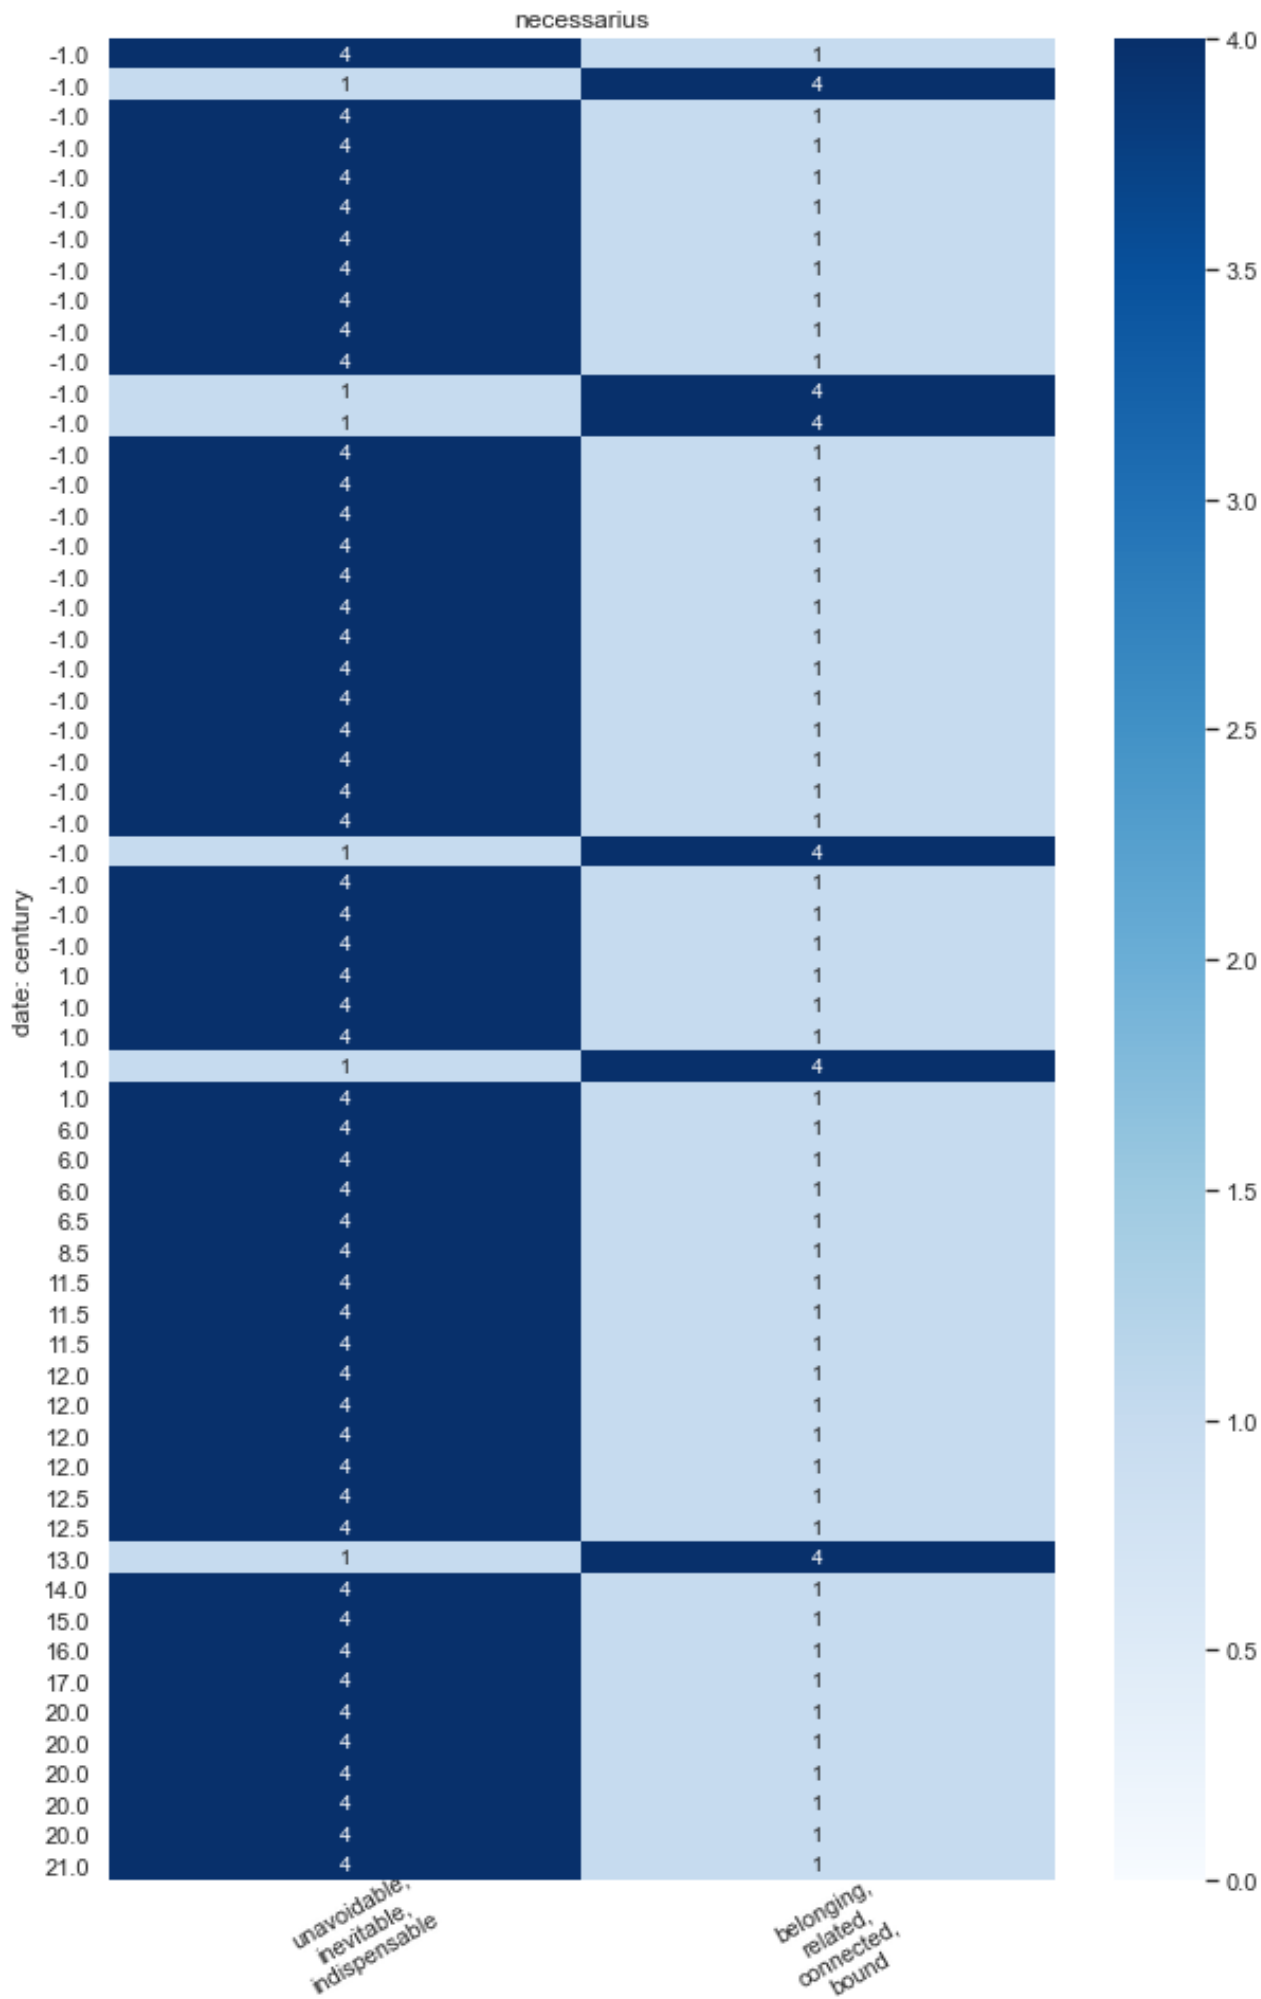 necessarius
-1.0 4 1
-1.0 1 4
-1.0 4 1
-1.0 4 1
-1.0 4 1
-1.0 4 1
-1.0 4 1
-1.0 4 1
-1.0 4 1
-1.0 4 1
-1.0 4 1
-1.0 1 4
-1.0 1 4
-1.0 4 1
-1.0 4 1
-1.0 4 1
-1.0 4 1
-1.0 4 1
-1.0 4 1
-1.0 4 1
-1.0 4 1
-1.0 4 1
-1.0 4 1
-1.0 4 1
-1.0 4 1
-1.0 4 1
-1.0 1 4
-1.0 4 1
-1.0 4 1
-1.0 4 1
1.0 4 1
1.0 4 1
1.0 4 1
1.0 1 4
1.0 4 1
6.0 4 1
6.0 4 1
6.0 4 1
6.5 4 1
8.5 4 1
11.5 4 1
11.5 4 1
11.5 4 1
12.0 4 1
12.0 4 1
12.0 4 1
12.0 4 1
12.5 4 1
12.5 4 1
13.0 1 4
14.0 4 1
15.0 4 1
16.0 4 1
17.0 4 1
20.0 4 1
20.0 4 1
20.0 4 1
20.0 4 1
20.0 4 1
21.0 4 1
date: century
unavoidable,
inevitable,
indispensable
belonging,
related,
connected,
bound
4.0
3.5
3.0
2.5
2.0
1.5
1.0
0.5
0.0